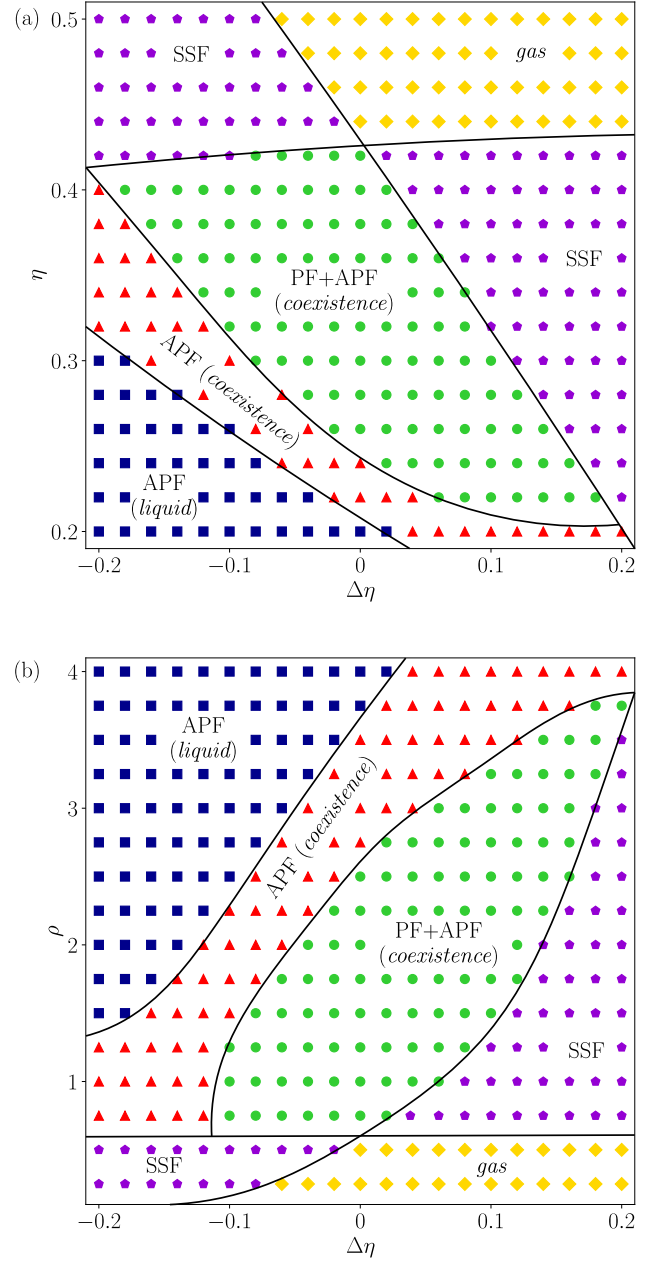 (a)
0.5
SSF
gas
0.4
η
SSF
PF+APF
(coexistence)
0.3
APF (coexistence)
APF
(liquid)
0.2
−0.2
−0.1
0
0.1
0.2
Δη
(b)
4
APF
(liquid)
3
APF (coexistence)
ρ
2
PF+APF
(coexistence)
SSF
1
SSF
gas
−0.2
−0.1
0
0.1
0.2
Δη